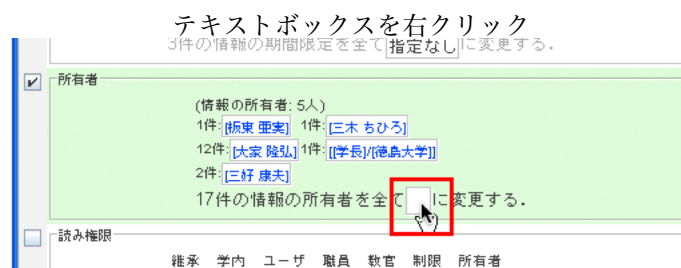 テキストボックスを右クリック
3件の情報の期間限定を全て指定なしに変更する.
所有者
(情報の所有者: 5人)
1件: [板東 亜実] 1件: [三木 ちひろ]
12件: [大家 隆弘] 1件: [[学長]/[徳島大学]]
2件: [三好 康夫]
17件の情報の所有者を全て に変更する.
読み権限
継承 学内 ユーザ 職員 教官 制限 所有者